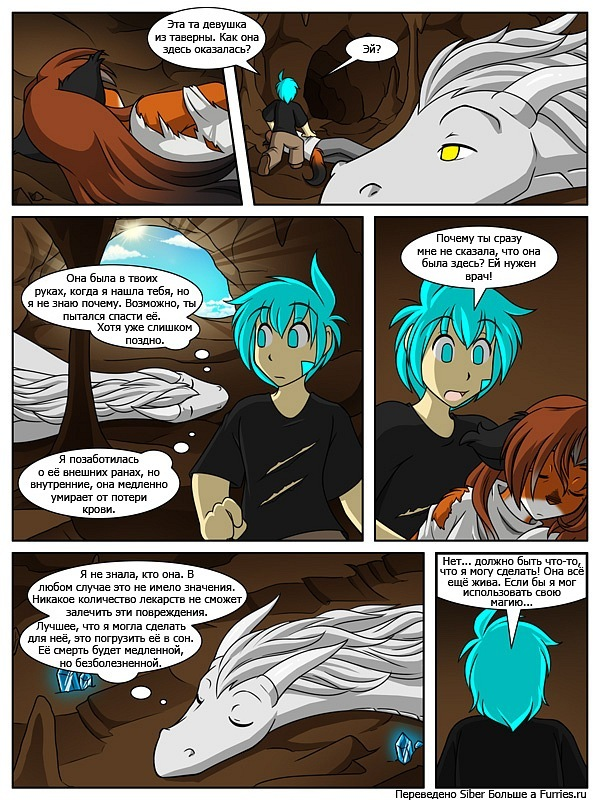 Эта та девушка
из таверны. Как она
здесь оказалась?
Эй?
Она была в твоих
руках, когда я нашла тебя, но
я не знаю почему. Возможно, ты
пытался спасти её.
Хотя уже слишком
поздно.
Я позаботилась
о её внешних ранах, но
внутренние, она медленно
умирает от потери
крови.
Почему ты сразу
мне не сказала, что она
была здесь? Ей нужен
врач!
Я не знала, кто она. В
любом случае это не имело значения.
Никакое количество лекарств не сможет
залечить эти повреждения.
Лучшее, что я могла сделать
для неё, это погрузить её в сон.
Её смерть будет медленной,
но безболезненной.
Нет... должно быть что-то,
что я могу сделать! Она всё
ещё жива. Если бы я мог
использовать свою
магию...
Переведено Siber Больше а Furries.ru